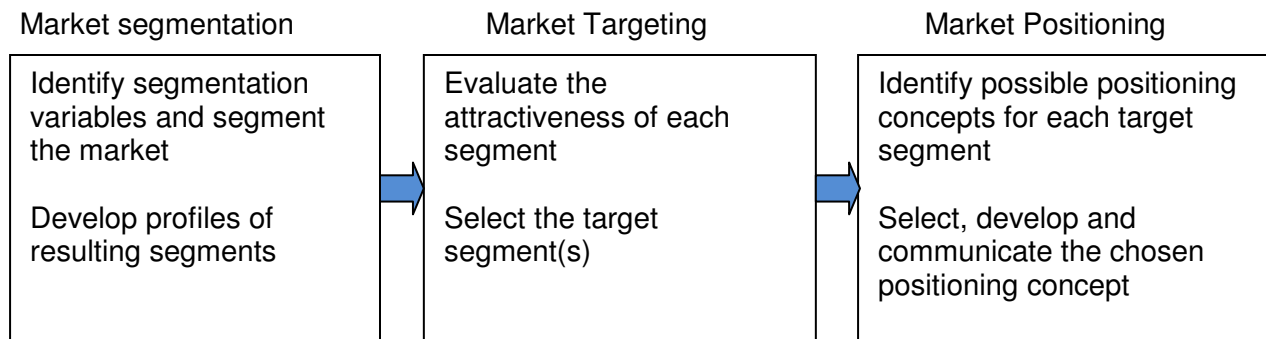 Market segmentation
Identify segmentation
variables and segment
the market
Develop profiles of
resulting segments
Market Targeting
Evaluate the
attractiveness of each
segment
Select the target
segment(s)
Market Positioning
Identify possible positioning
concepts for each target
segment
Select, develop and
communicate the chosen
positioning concept